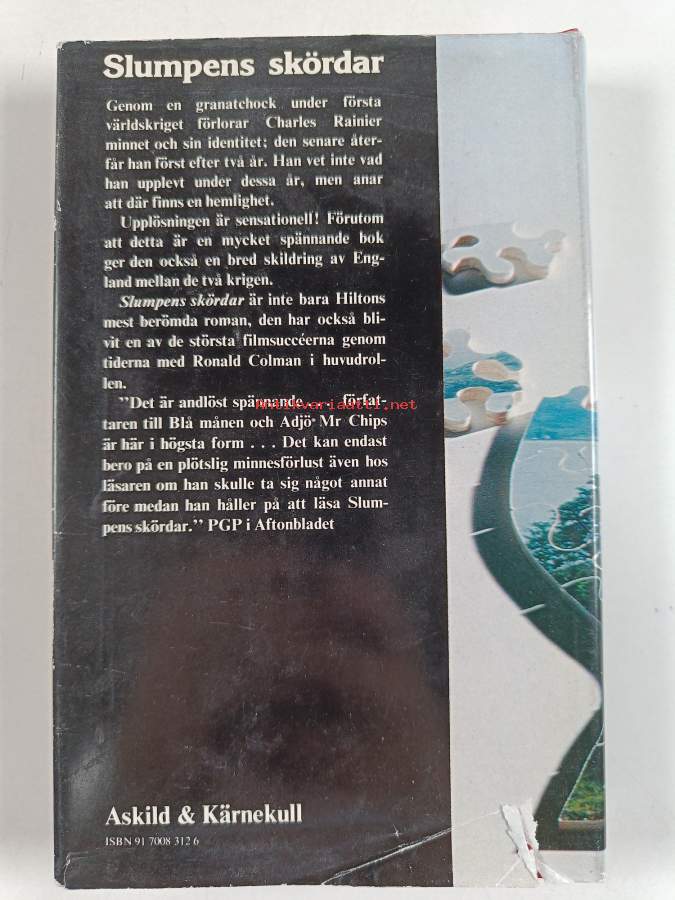 Slumpens skördar
Genom en granatchock under första
världskriget förlorar Charles Rainier
minnet och sin identitet; den senare åter-
får han först efter två år. Han vet inte vad
han upplevt under dessa år, men anar
att där finns en hemlighet.
Upplösningen är sensationell! Förutom
att detta är en mycket spännande bok
ger den också en bred skildring av Eng-
land mellan de två krigen.
Slumpens skördar är inte bara Hiltons
mest berömda roman, den har också bli-
vit en av de största filmsuccéerna genom
tiderna med Ronald Colman i huvudrol-
len.
”Det är andlöst spännande . . . förfat-
antikvariaatti.net
taren till Blå månen och Adjö Mr Chips
är här i högsta form . . . Det kan endast
bero på en plötslig minnesförlust även hos
läsaren om han skulle ta sig något annat
före medan han håller på att läsa Slum-
pens skördar.” PGP i Aftonbladet
Askild & Kärnekull
ISBN 91 7008 312 6